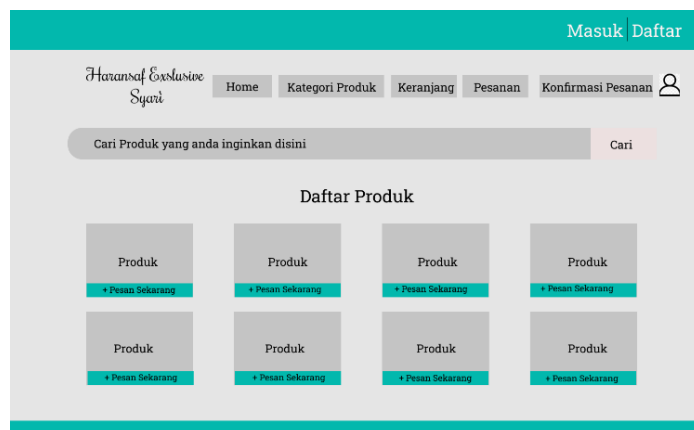 Masuk Daftar
Haransaf Exslusive
Syari
Home Kategori Produk Keranjang Pesanan Konfirmasi Pesanan
Cari Produk yang anda inginkan disini Cari
Daftar Produk
Produk Produk Produk Produk
+ Pesan Sekarang + Pesan Sekarang + Pesan Sekarang + Pesan Sekarang
Produk Produk Produk Produk
+ Pesan Sekarang + Pesan Sekarang + Pesan Sekarang + Pesan Sekarang